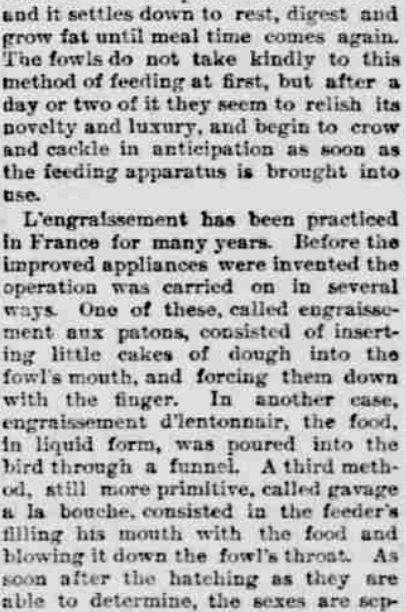 and it settles down to rest, digest and
grow fat until meal time comes again.
The fowls do not take kindly to this
method of feeding at first, but after a
day or two of it they seem to relish its
novelty and luxury, and begin to crow
and cackle in anticipation as soon as
the feeding apparatus is brought into
use.
L'engraissement has been practiced
in France for many years. Before the
improved appliances were invented the
operation was carried on in several
ways. One of these, called engraisse-
ment aux patons, consisted of insert-
ing little cakes of dough into the
fowl's mouth, and forcing them down
with the finger. In another case,
engraissement d'lentonnair, the food,
in liquid form, was poured into the
bird through a funnel. A third meth-
od, still more primitive, called gavage
a la bouche, consisted in the feeder's
filling his mouth with the food and
blowing it down the fowl's throat. As
soon after the hatching as they are
able to determine, the sexes are sep-